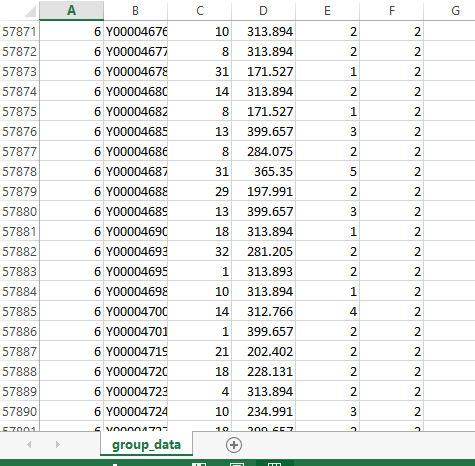 A B C D E F G
57871 6 Y00004676 10 313.894 2 2
57872 6 Y00004677 8 313.894 2 2
57873 6 Y00004678 31 171.527 1 2
57874 6 Y00004680 14 313.894 2 2
57875 6 Y00004682 8 171.527 1 2
57876 6 Y00004685 13 399.657 3 2
57877 6 Y00004686 8 284.075 2 2
57878 6 Y00004687 31 365.35 5 2
57879 6 Y00004688 29 197.991 2 2
57880 6 Y00004689 13 399.657 3 2
57881 6 Y00004690 18 313.894 1 2
57882 6 Y00004693 32 281.205 2 2
57883 6 Y00004695 1 313.893 2 2
57884 6 Y00004698 10 313.894 1 2
57885 6 Y00004700 14 312.766 4 2
57886 6 Y00004701 1 399.657 2 2
57887 6 Y00004719 21 202.402 2 2
57888 6 Y00004720 18 228.131 2 2
57889 6 Y00004723 4 313.894 2 2
57890 6 Y00004724 10 234.991 3 2
57891 6 Y00004727 18 399.657 2 2
group_data